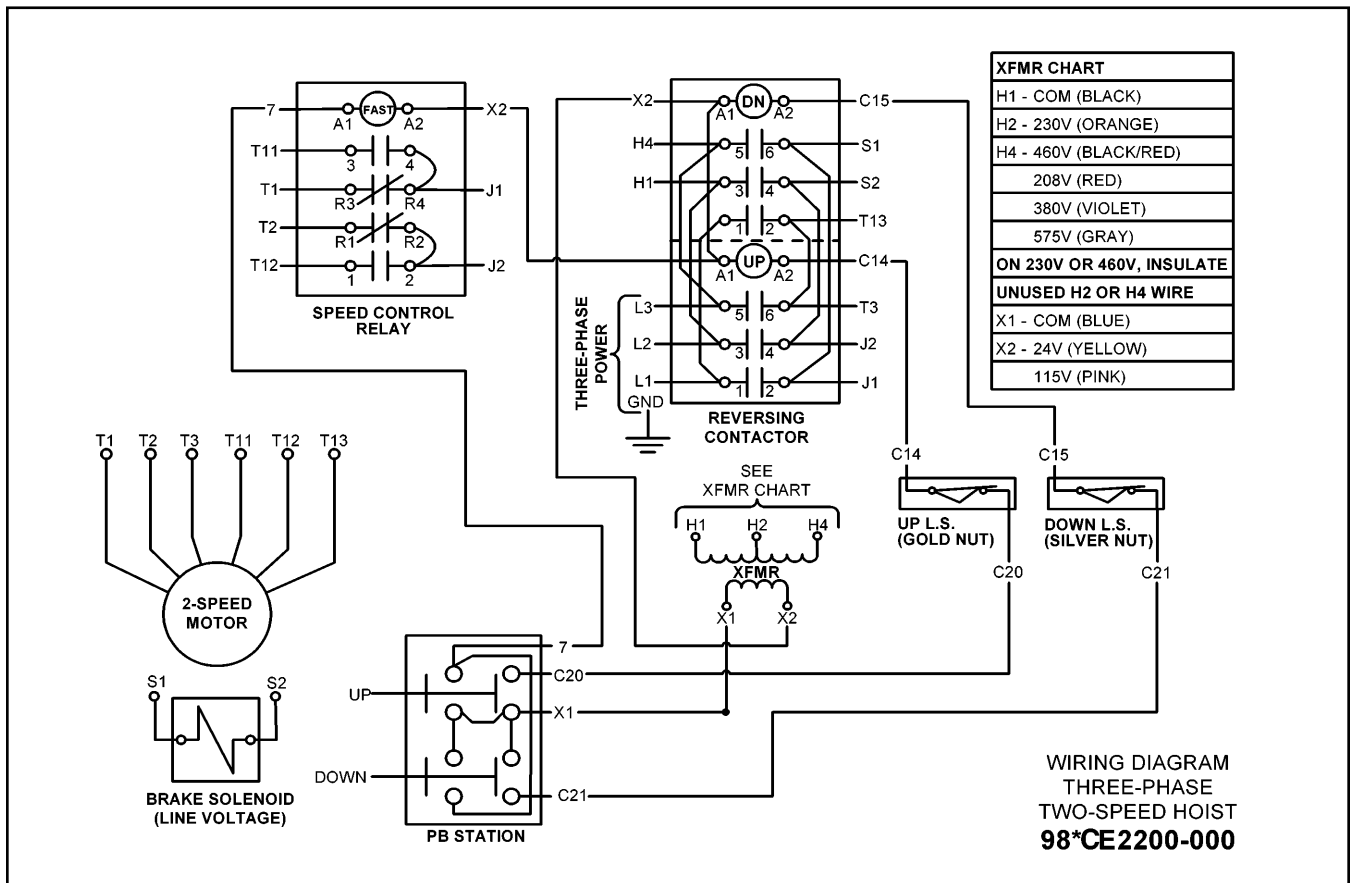 7
FAST
A1
A2
X2
T11
3
4
T1
R3
R4
J1
T2
R1
R2
T12
1
2
J2
SPEED CONTROL
RELAY
X2
DN
A1
A2
C15
H4
5
6
S1
H1
3
4
S2
1
2
T13
UP
A1
A2
C14
L3
5
6
T3
L2
3
4
J2
L1
1
2
J1
GND
THREE-PHASE
POWER
REVERSING
CONTACTOR
XFMR CHART
H1 - COM (BLACK)
H2 - 230V (ORANGE)
H4 - 460V (BLACK/RED)
208V (RED)
380V (VIOLET)
575V (GRAY)
ON 230V OR 460V, INSULATE
UNUSED H2 OR H4 WIRE
X1 - COM (BLUE)
X2 - 24V (YELLOW)
115V (PINK)
T1 T2 T3 T11 T12 T13
2-SPEED
MOTOR
S1
S2
BRAKE SOLENOID
(LINE VOLTAGE)
SEE
XFMR CHART
H1 H2 H4
XFMR
X1 X2
C14
UP L.S.
(GOLD NUT)
C20
C15
DOWN L.S.
(SILVER NUT)
C21
7
C20
UP
X1
DOWN
C21
PB STATION
WIRING DIAGRAM
THREE-PHASE
TWO-SPEED HOIST
98*CE2200-000